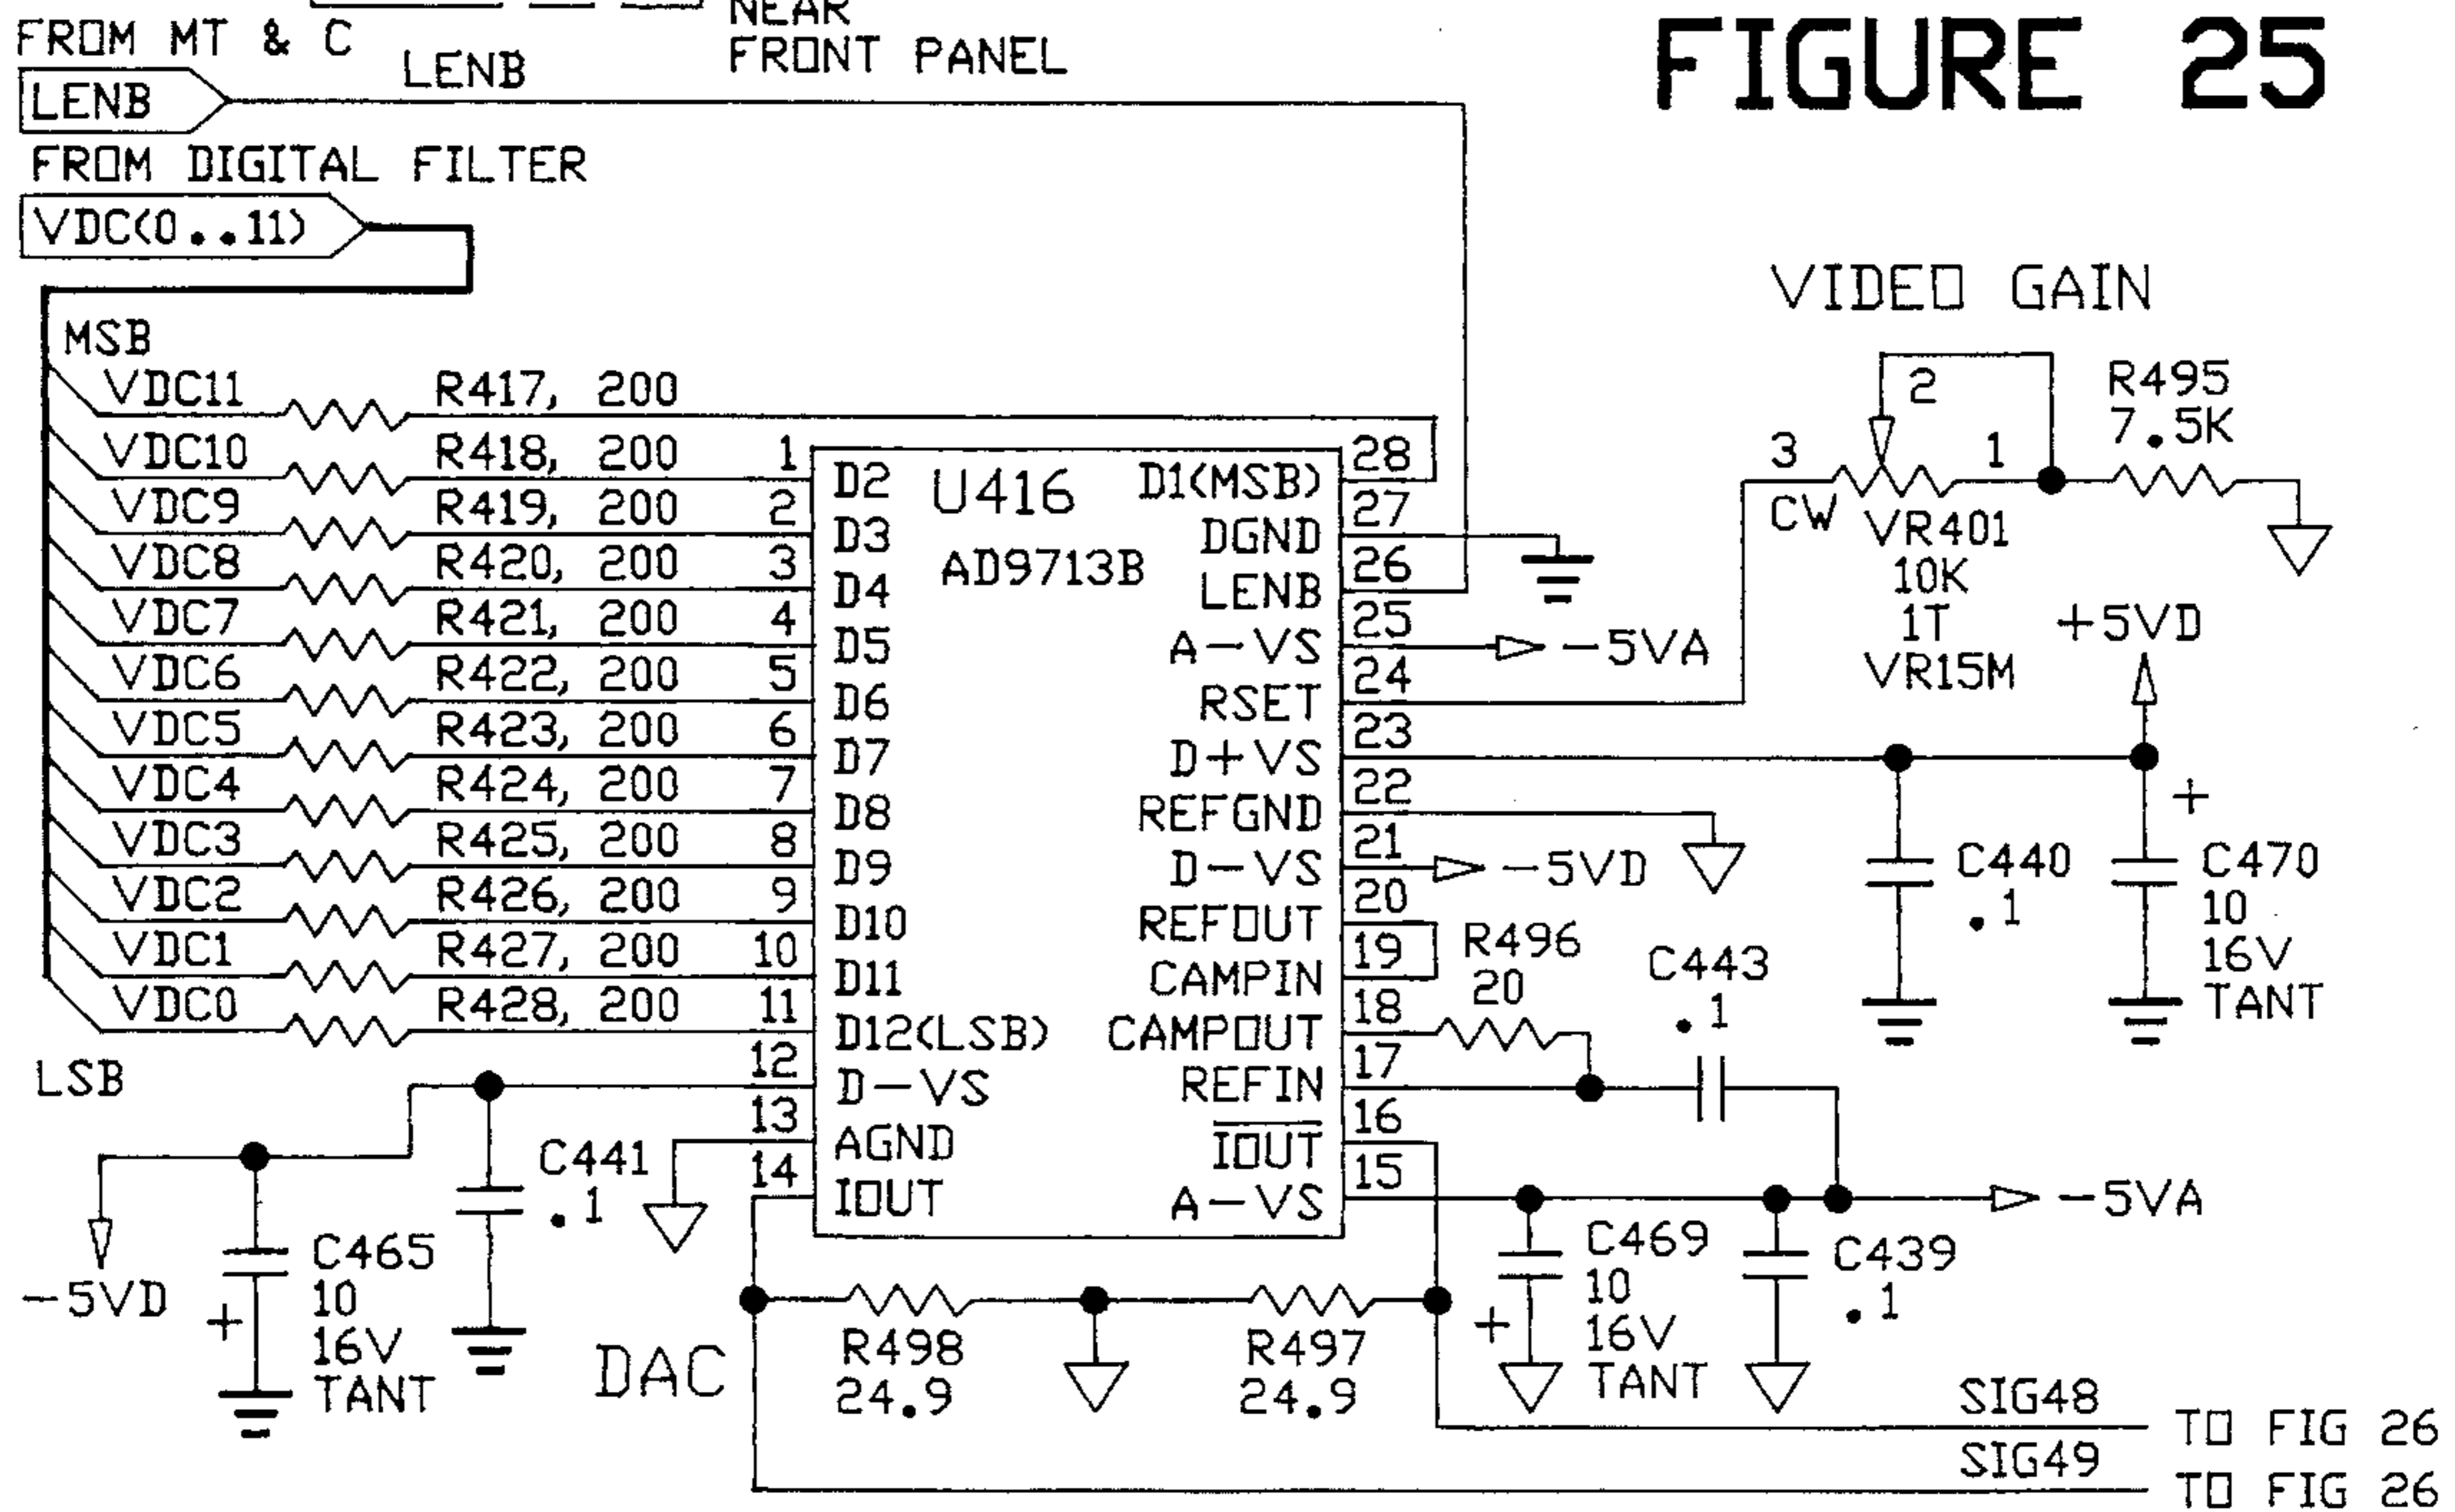 NEAR
FRONT PANEL
FIGURE 25
FROM MT & C
LENB
LENB
FROM DIGITAL FILTER
VDC(0..11)
VIDEO GAIN
MSB
VDC11 R417, 200
VDC10 R418, 200 1
VDC9 R419, 200 2
VDC8 R420, 200 3
VDC7 R421, 200 4
VDC6 R422, 200 5
VDC5 R423, 200 6
VDC4 R424, 200 7
VDC3 R425, 200 8
VDC2 R426, 200 9
VDC1 R427, 200 10
VDC0 R428, 200 11
LSB
12
13
14
U416
AD9713B
D2
D3
D4
D5
D6
D7
D8
D9
D10
D11
D12(LSB)
D-VS
AGND
IOUT
D1(MSB) 28
DGND 27
LENB 26
A-VS 25
RSET 24
D+VS 23
REFGND 22
D-VS 21
REFOUT 20
CAMPIN 19
CAMPOUT 18
REFIN 17
IOUT 16
A-VS 15
2
3
1
CW
VR401
10K
1T
VR15M
R495
7.5K
-5VA
+5VD
-5VD
+
C440
.1
C470
10
16V
TANT
R496
20
C443
.1
-5VA
C441
.1
C465
10
16V
TANT
+
-5VD
DAC
R498
24.9
R497
24.9
C469
10
16V
TANT
+
C439
.1
SIG48
TO FIG 26
SIG49
TO FIG 26